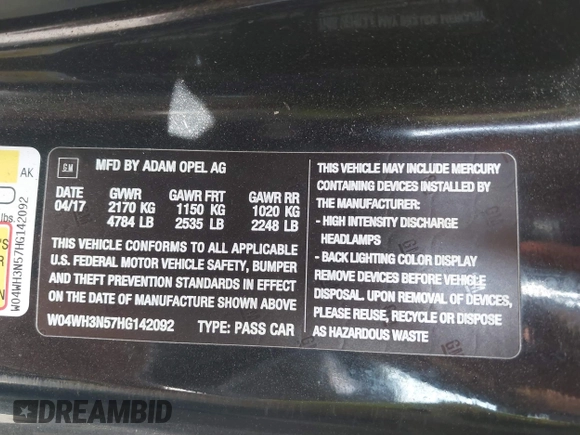 GM
MFD BY ADAM OPEL AG
DATE GVWR GAWR FRT GAWR RR
04/17 2170 KG 1150 KG 1020 KG
4784 LB 2535 LB 2248 LB
THIS VEHICLE CONFORMS TO ALL APPLICABLE
U.S. FEDERAL MOTOR VEHICLE SAFETY, BUMPER
AND THEFT PREVENTION STANDARDS IN EFFECT
ON THE DATE OF MANUFACTURE SHOWN ABOVE
W04WH3N57HG142092 TYPE: PASS CAR
THIS VEHICLE MAY INCLUDE MERCURY
CONTAINING DEVICES INSTALLED BY
THE MANUFACTURER:
- HIGH INTENSITY DISCHARGE
HEADLAMPS
- BACK LIGHTING COLOR DISPLAY
REMOVE DEVICES BEFORE VEHICLE
DISPOSAL. UPON REMOVAL OF DEVICES,
PLEASE REUSE, RECYCLE OR DISPOSE
AS HAZARDOUS WASTE
AK
lbs.
W04WH3N57HG142092
DREAMBID